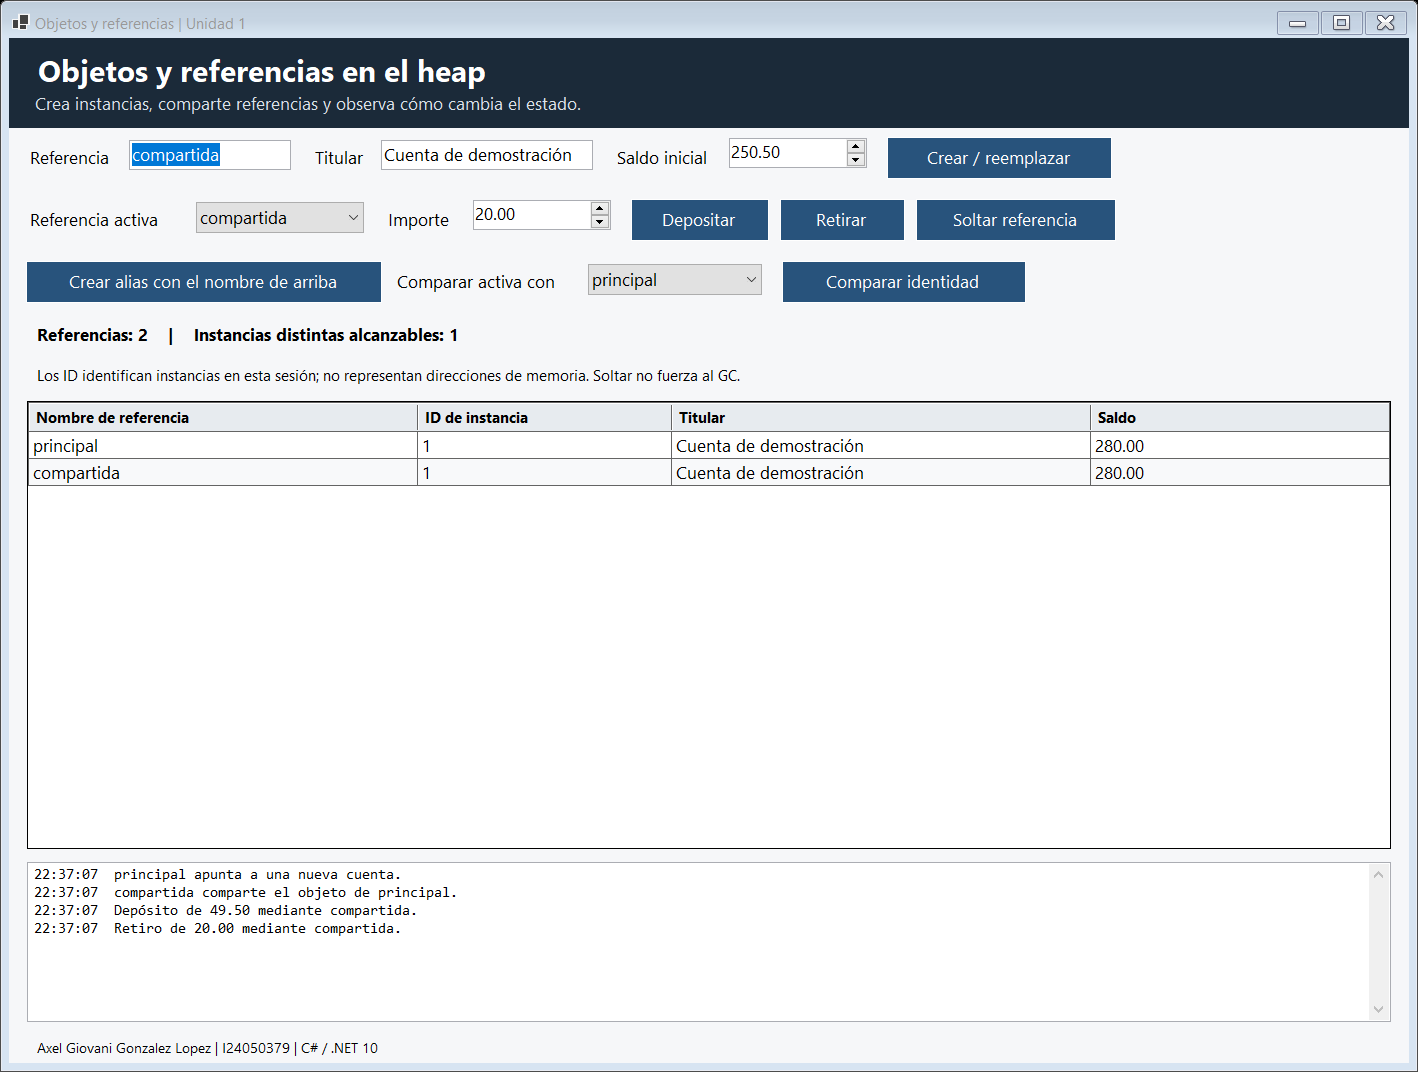 Objetos y referencias | Unidad 1
Objetos y referencias en el heap
Crea instancias, comparte referencias y observa cómo cambia el estado.
Referencia compartida Titular Cuenta de demostración Saldo inicial 250.50 Crear / reemplazar
Referencia activa compartida Importe 20.00 Depositar Retirar Soltar referencia
Crear alias con el nombre de arriba Comparar activa con principal Comparar identidad
Referencias: 2 | Instancias distintas alcanzables: 1
Los ID identifican instancias en esta sesión; no representan direcciones de memoria. Soltar no fuerza al GC.
Nombre de referencia ID de instancia Titular Saldo
principal 1 Cuenta de demostración 280.00
compartida 1 Cuenta de demostración 280.00
22:37:07 principal apunta a una nueva cuenta.
22:37:07 compartida comparte el objeto de principal.
22:37:07 Depósito de 49.50 mediante compartida.
22:37:07 Retiro de 20.00 mediante compartida.
Axel Giovani Gonzalez Lopez | I24050379 | C# / .NET 10